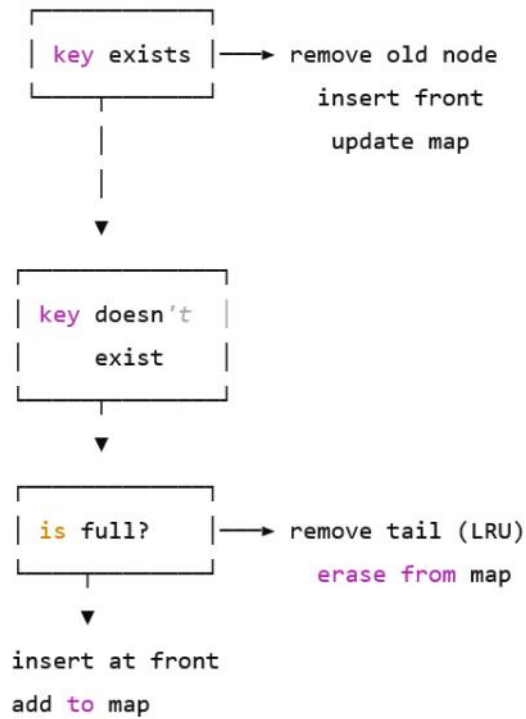 key exists remove old node
insert front
update map
key doesn't
exist
is full? remove tail (LRU)
erase from map
insert at front
add to map